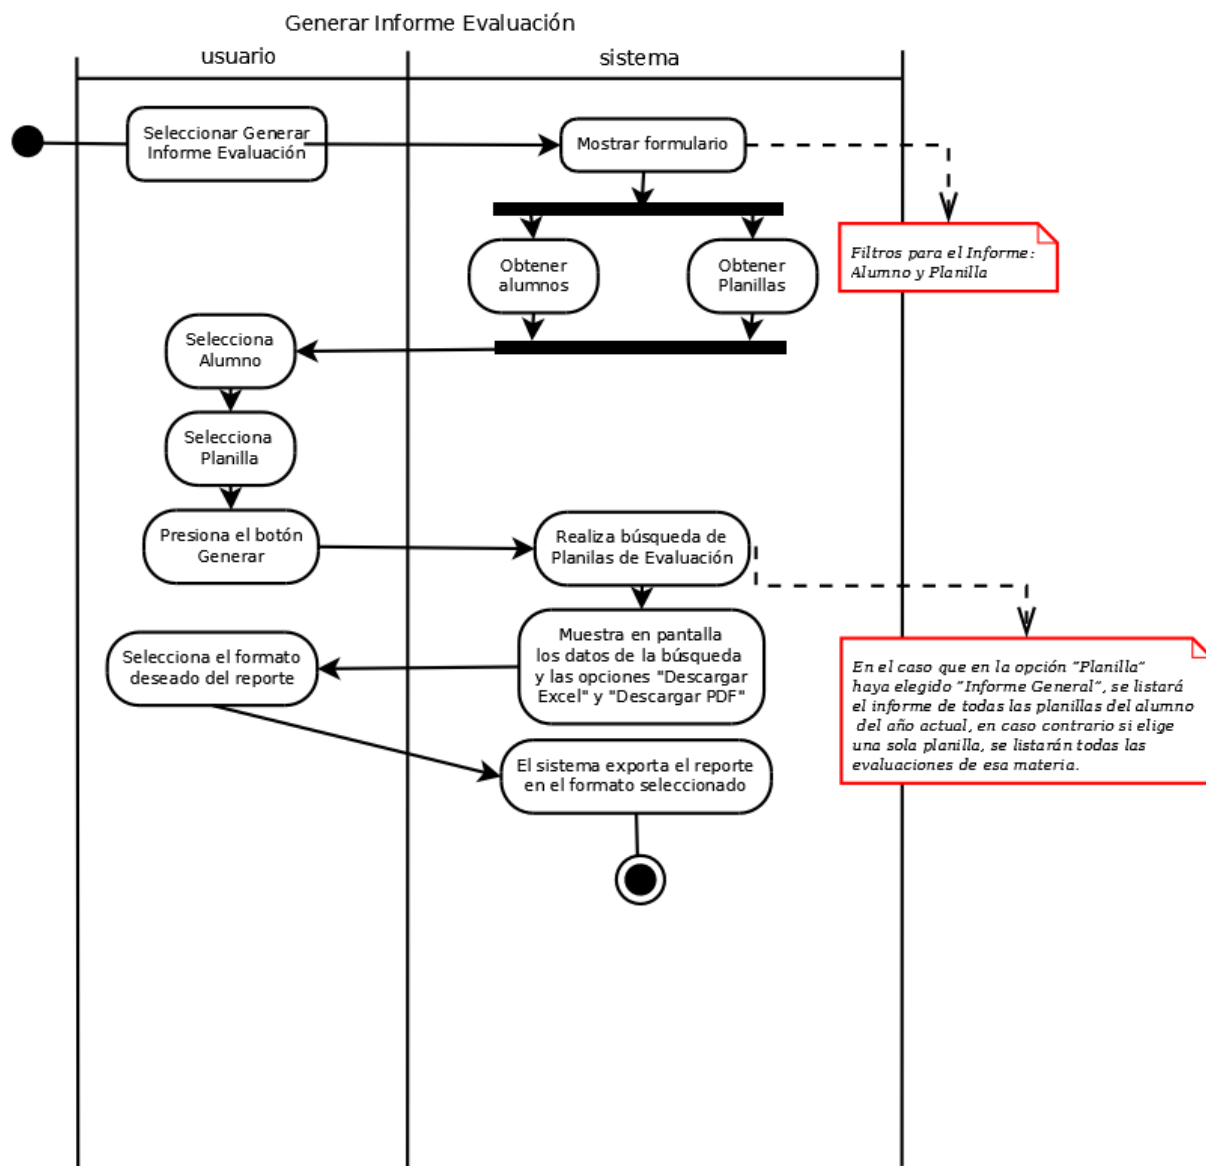 Generar Informe Evaluación
usuario
sistema
Seleccionar Generar
Informe Evaluación
Mostrar formulario
Filtros para el Informe:
Alumno y Planilla
Obtener
alumnos
Obtener
Planillas
Selecciona
Alumno
Selecciona
Planilla
Presiona el botón
Generar
Realiza búsqueda de
Planilas de Evaluación
Muestra en pantalla
los datos de la búsqueda
y las opciones "Descargar
Excel" y "Descargar PDF"
Selecciona el formato
deseado del reporte
En el caso que en la opción "Planilla"
haya elegido "Informe General", se listará
el informe de todas las planillas del alumno
del año actual, en caso contrario si elige
una sola planilla, se listarán todas las
evaluaciones de esa materia.
El sistema exporta el reporte
en el formato seleccionado